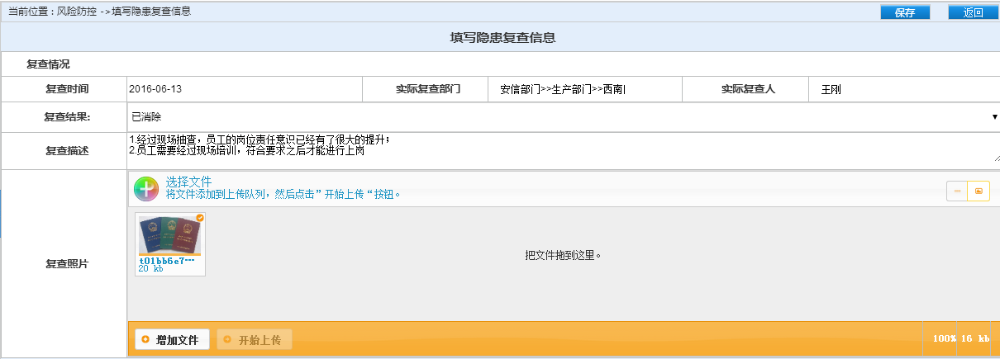 当前位置：风险防控 ->填写隐患复查信息
保存
返回
填写隐患复查信息
复查情况
复查时间
2016-06-13
实际复查部门
安信部门>>生产部门>>西南
实际复查人
王刚
复查结果:
已消除
复查描述
1.经过现场抽查，员工的岗位责任意识已经有了很大的提升；
2.员工需要经过现场培训，符合要求之后才能进行上岗
复查照片
选择文件
将文件添加到上传队列，然后点击”开始上传“按钮。
t01bb6e7…
20 kb
把文件拖到这里。
增加文件
开始上传
100% 16 kb